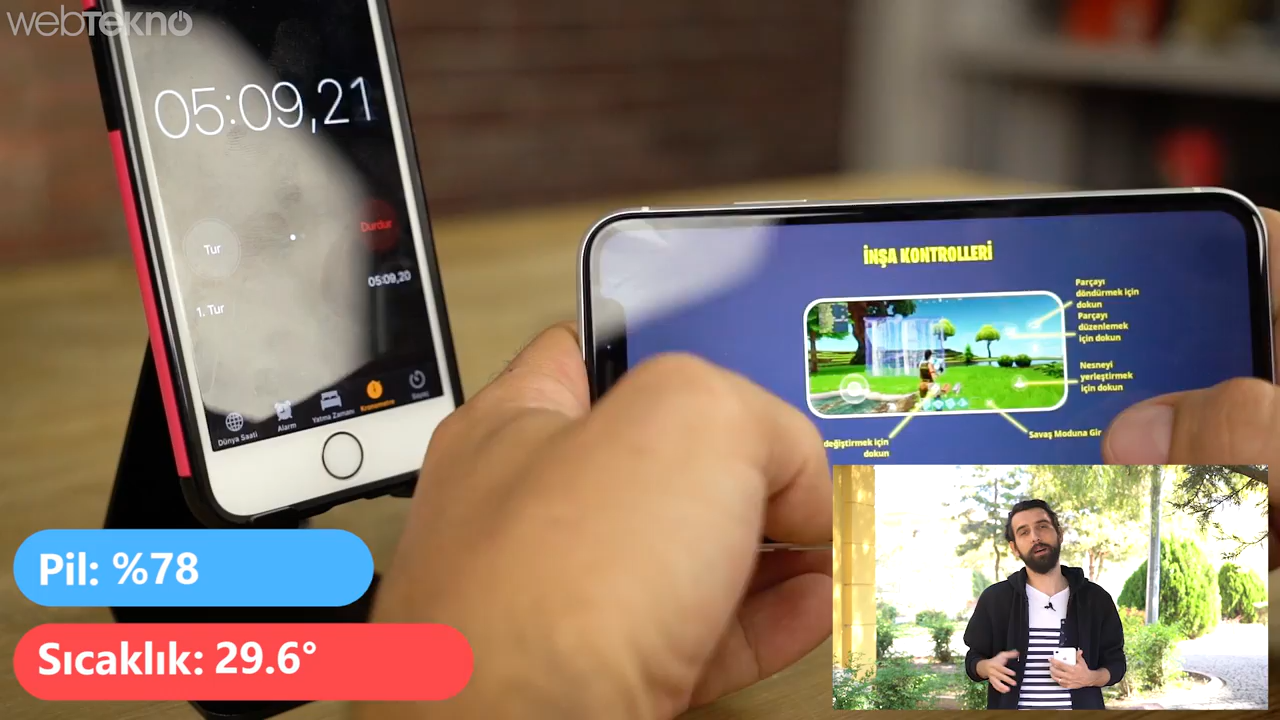 webTEKNO
05:09,21
Tur
Durdur
05:09,20
1. Tur
Dünya Saati
Alarm
Yatma Zamanı
Kronometre
Sayaç
İNŞA KONTROLLERİ
Parçayı
döndürmek için
dokun
Parçayı
düzenlemek
için dokun
Nesneyi
yerleştirmek
için dokun
Savaş Moduna Gir
değiştirmek için
dokun
Pil: %78
Sıcaklık: 29.6°